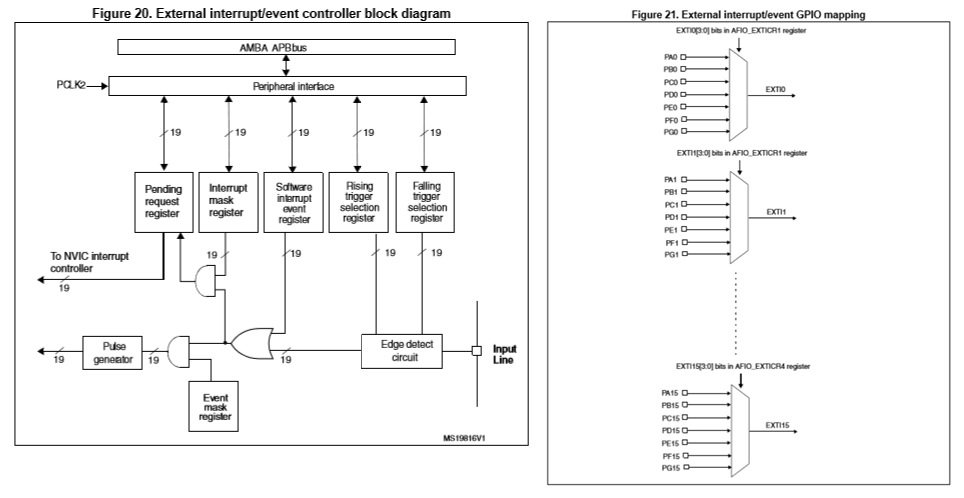 Figure 20. External interrupt/event controller block diagram
AMBA APB bus
PCLK2
Peripheral interface
19
19
19
19
19
Pending
request
register
Interrupt
mask
register
Software
interrupt
event
register
Rising
trigger
selection
register
Falling
trigger
selection
register
To NVIC interrupt
controller
19
19
19
19
19
Pulse
generator
19
19
19
Edge detect
circuit
Input
Line
Event
mask
register
MS19816V1
Figure 21. External interrupt/event GPIO mapping
EXTI0[3:0] bits in AFIO_EXTICR1 register
PA0
PB0
PC0
PD0
PE0
PF0
PG0
EXTI0
EXTI1[3:0] bits in AFIO_EXTICR1 register
PA1
PB1
PC1
PD1
PE1
PF1
PG1
EXTI1
EXTI15[3:0] bits in AFIO_EXTICR4 register
PA15
PB15
PC15
PD15
PE15
PF15
PG15
EXTI15